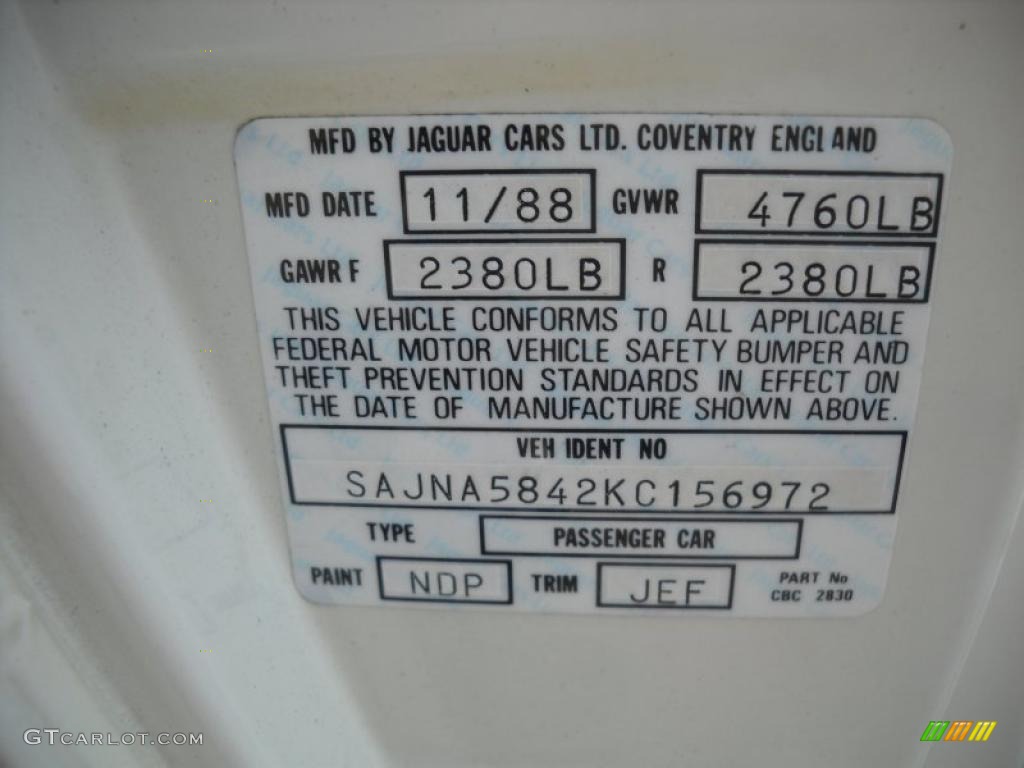 MFD BY JAGUAR CARS LTD. COVENTRY ENGLAND
MFD DATE 11/88 GVWR 4760LB
GAWR F 2380LB R 2380LB
THIS VEHICLE CONFORMS TO ALL APPLICABLE
FEDERAL MOTOR VEHICLE SAFETY BUMPER AND
THEFT PREVENTION STANDARDS IN EFFECT ON
THE DATE OF MANUFACTURE SHOWN ABOVE.
VEH IDENT NO
SAJNA5842KC156972
TYPE PASSENGER CAR
PAINT NDP TRIM JEF PART No
CBC 2830
GTCARLOT.COM